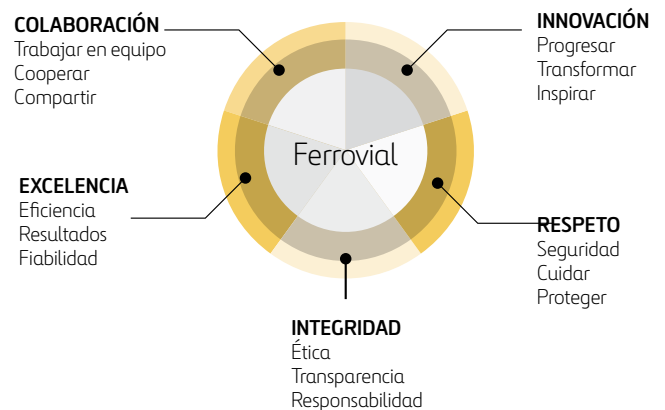 COLABORACIÓN
Trabajar en equipo
Cooperar
Compartir
INNOVACIÓN
Progresar
Transformar
Inspirar
Ferrovial
EXCELENCIA
Eficiencia
Resultados
Fiabilidad
RESPETO
Seguridad
Cuidar
Proteger
INTEGRIDAD
Ética
Transparencia
Responsabilidad